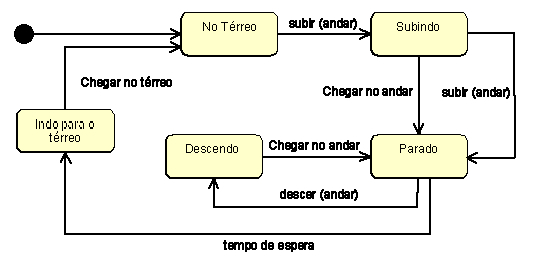 No Térreo
subir (andar)
Subindo
Chegar no térreo
Chegar no andar
subir (andar)
Indo para o
térreo
Descendo
Chegar no andar
Parado
descer (andar)
tempo de espera